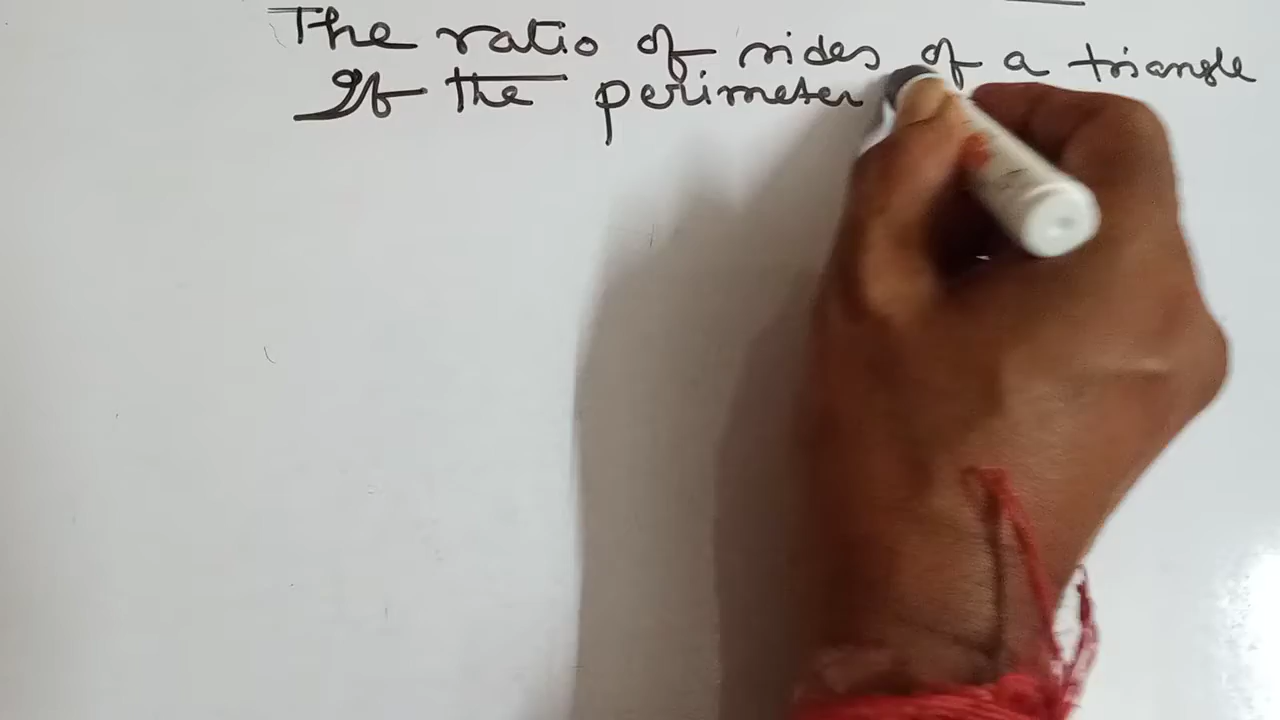 The ratio of sides of a triangle
If the perimeter